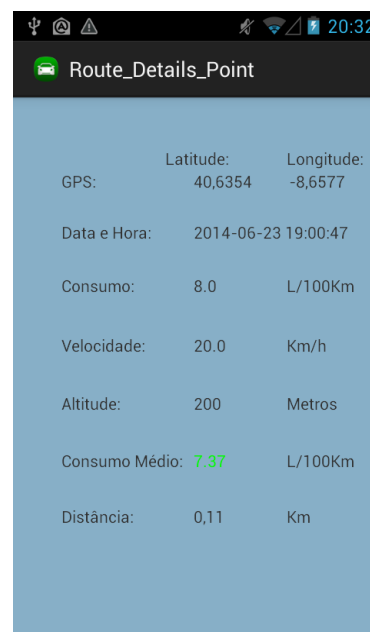 20:32
Route_Details_Point
Latitude: Longitude:
GPS: 40,6354 -8,6577
Data e Hora: 2014-06-23 19:00:47
Consumo: 8.0 L/100Km
Velocidade: 20.0 Km/h
Altitude: 200 Metros
Consumo Médio: 7.37 L/100Km
Distância: 0,11 Km